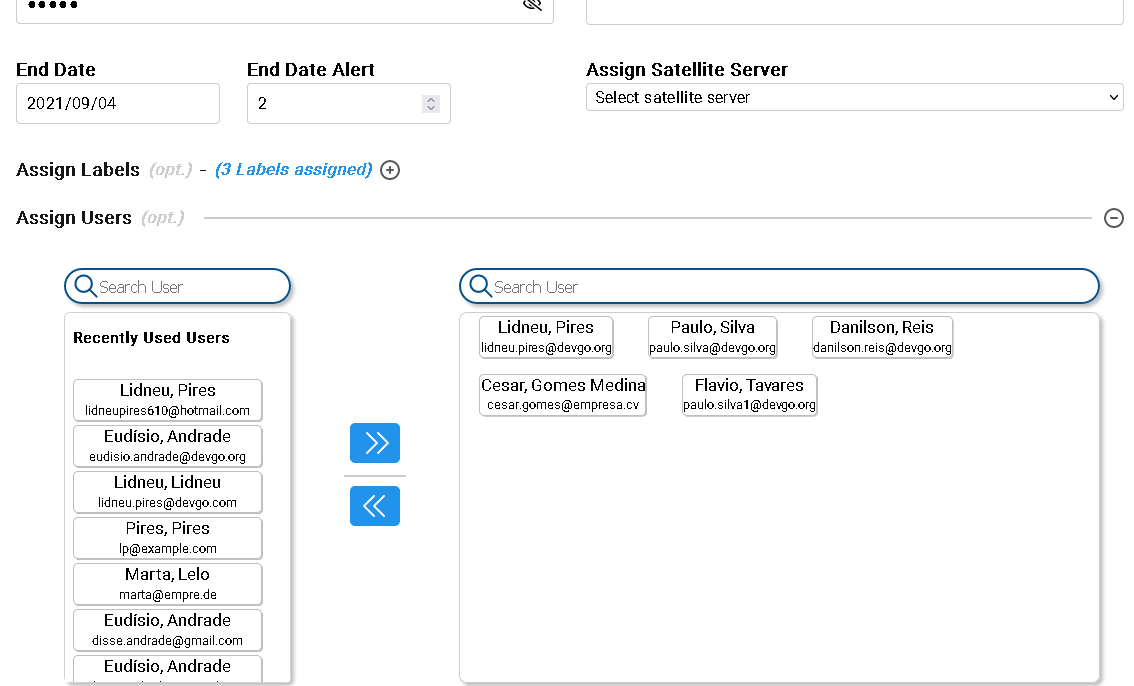 •••••
End Date
End Date Alert
Assign Satellite Server
2021/09/04
2
Select satellite server
Assign Labels (opt.) - (3 Labels assigned)
Assign Users (opt.)
Search User
Recently Used Users
Lidneu, Pires
lidneupires610@hotmail.com
Eudísio, Andrade
eudisio.andrade@devgo.org
Lidneu, Lidneu
lidneu.pires@devgo.com
Pires, Pires
lp@example.com
Marta, Lelo
marta@empre.de
Eudísio, Andrade
disse.andrade@gmail.com
Eudísio, Andrade
Search User
Lidneu, Pires
lidneu.pires@devgo.org
Paulo, Silva
paulo.silva@devgo.org
Danilson, Reis
danilson.reis@devgo.org
Cesar, Gomes Medina
cesar.gomes@empresa.cv
Flavio, Tavares
paulo.silva1@devgo.org